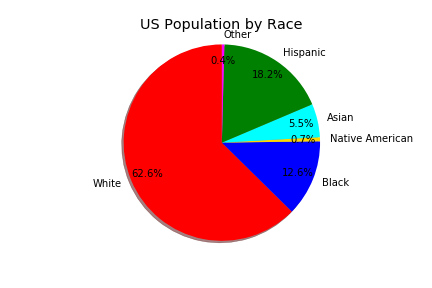 US Population by Race
Other
0.4%
Hispanic
18.2%
Asian
5.5%
Native American
0.7%
Black
12.6%
White
62.6%